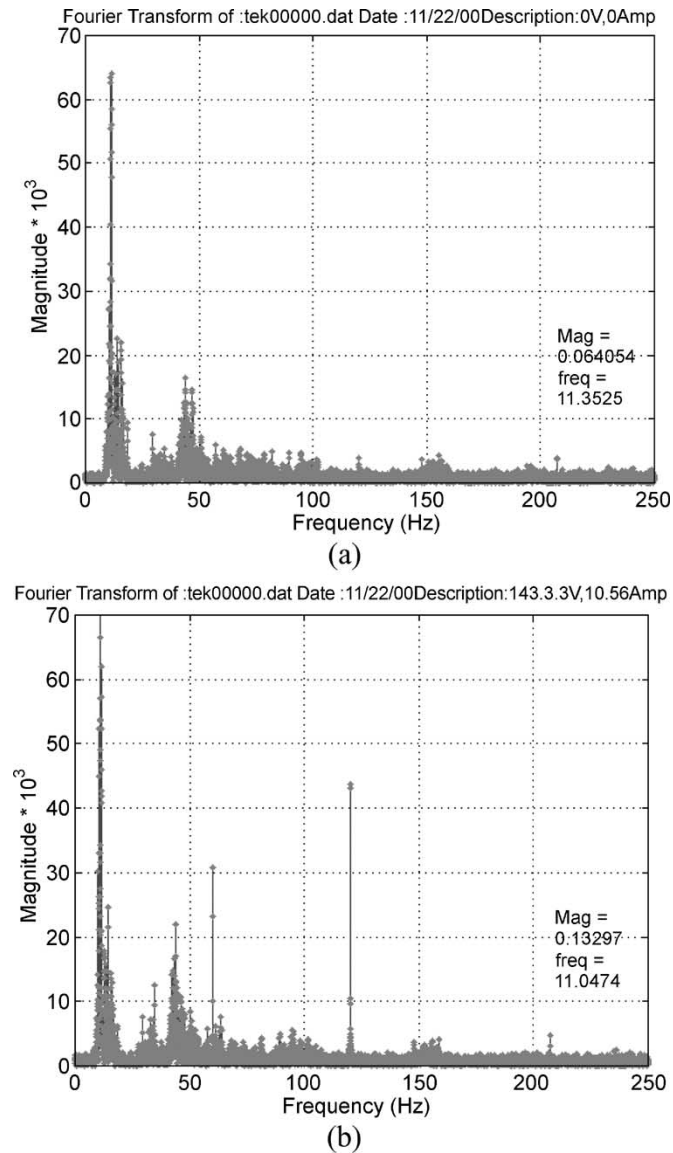 Fourier Transform of :tek00000.dat Date :11/22/00Description:0V,0Amp
70
60
50
40
30
20
10
0
Magnitude * 10³
Mag =
0.064054
freq =
11.3525
0 50 100 150 200 250
Frequency (Hz)
(a)
Fourier Transform of :tek00000.dat Date :11/22/00Description:143.3.3V,10.56Amp
70
60
50
40
30
20
10
0
Magnitude * 10³
Mag =
0.13297
freq =
11.0474
0 50 100 150 200 250
Frequency (Hz)
(b)